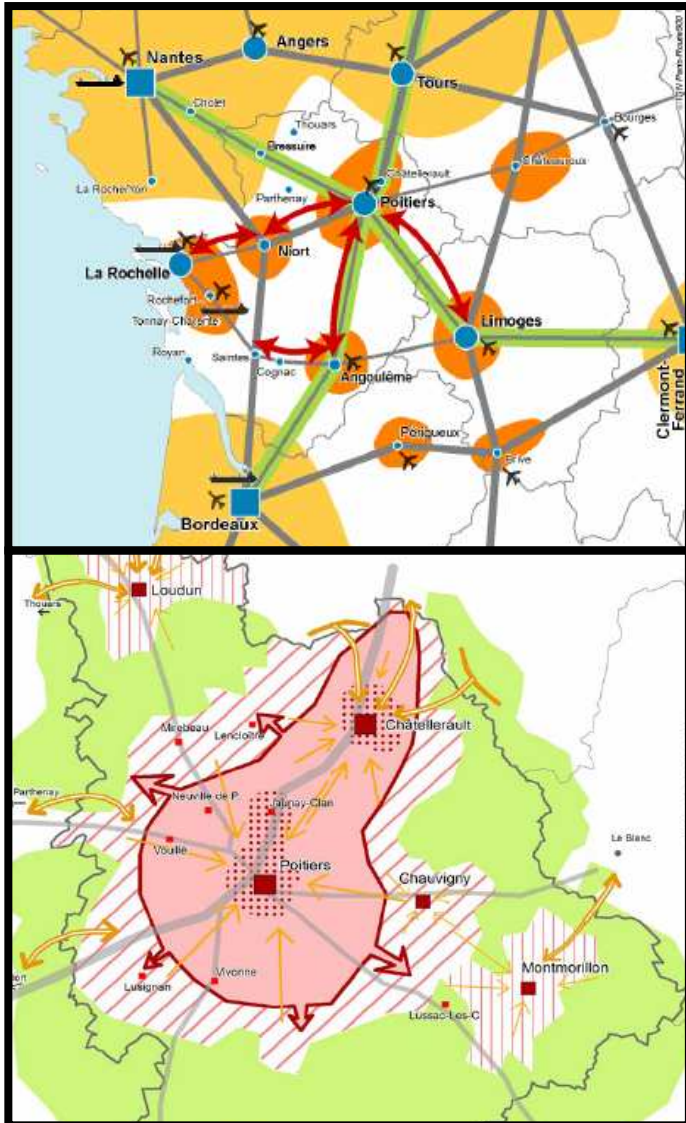 Nantes
Angers
Tours
Cholet
Thouars
Bourges
Bressuire
Châtellerault
Châteauroux
La Roche/Yon
Parthenay
Poitiers
Niort
La Rochelle
Rochefort
Tonnay-Charente
Limoges
Royan
Saintes
Cognac
Angoulême
Clermont-
Ferrand
Périgueux
Brive
Bordeaux
Loudun
Thouars
Châtellerault
Mirebeau
Lencloître
Parthenay
Neuville de P.
Jaunay-Clan
Vouillé
Poitiers
Le Blanc
Chauvigny
Montmorillon
Lusignan
Vivonne
Lussac-Les-C